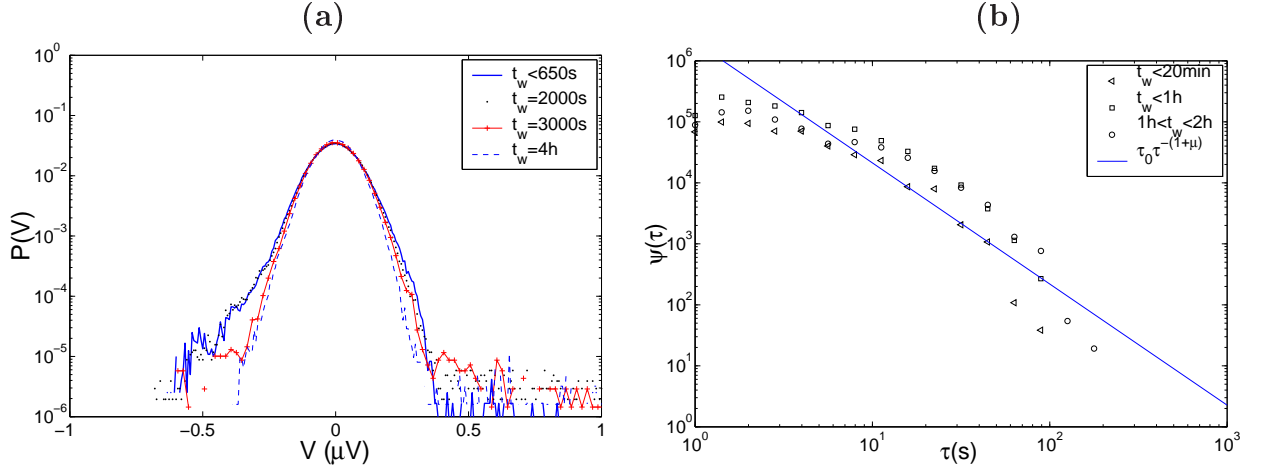 (a)
10^0
10^-1
10^-2
10^-3
10^-4
10^-5
10^-6
P(V)
-1
-0.5
0
0.5
1
V (μV)
t_w<650s
t_w=2000s
t_w=3000s
t_w=4h
(b)
10^6
10^5
10^4
10^3
10^2
10^1
10^0
ψ(τ)
10^0
10^1
10^2
10^3
τ(s)
t_w<20min
t_w<1h
1h<t_w<2h
τ_0τ^-(1+μ)